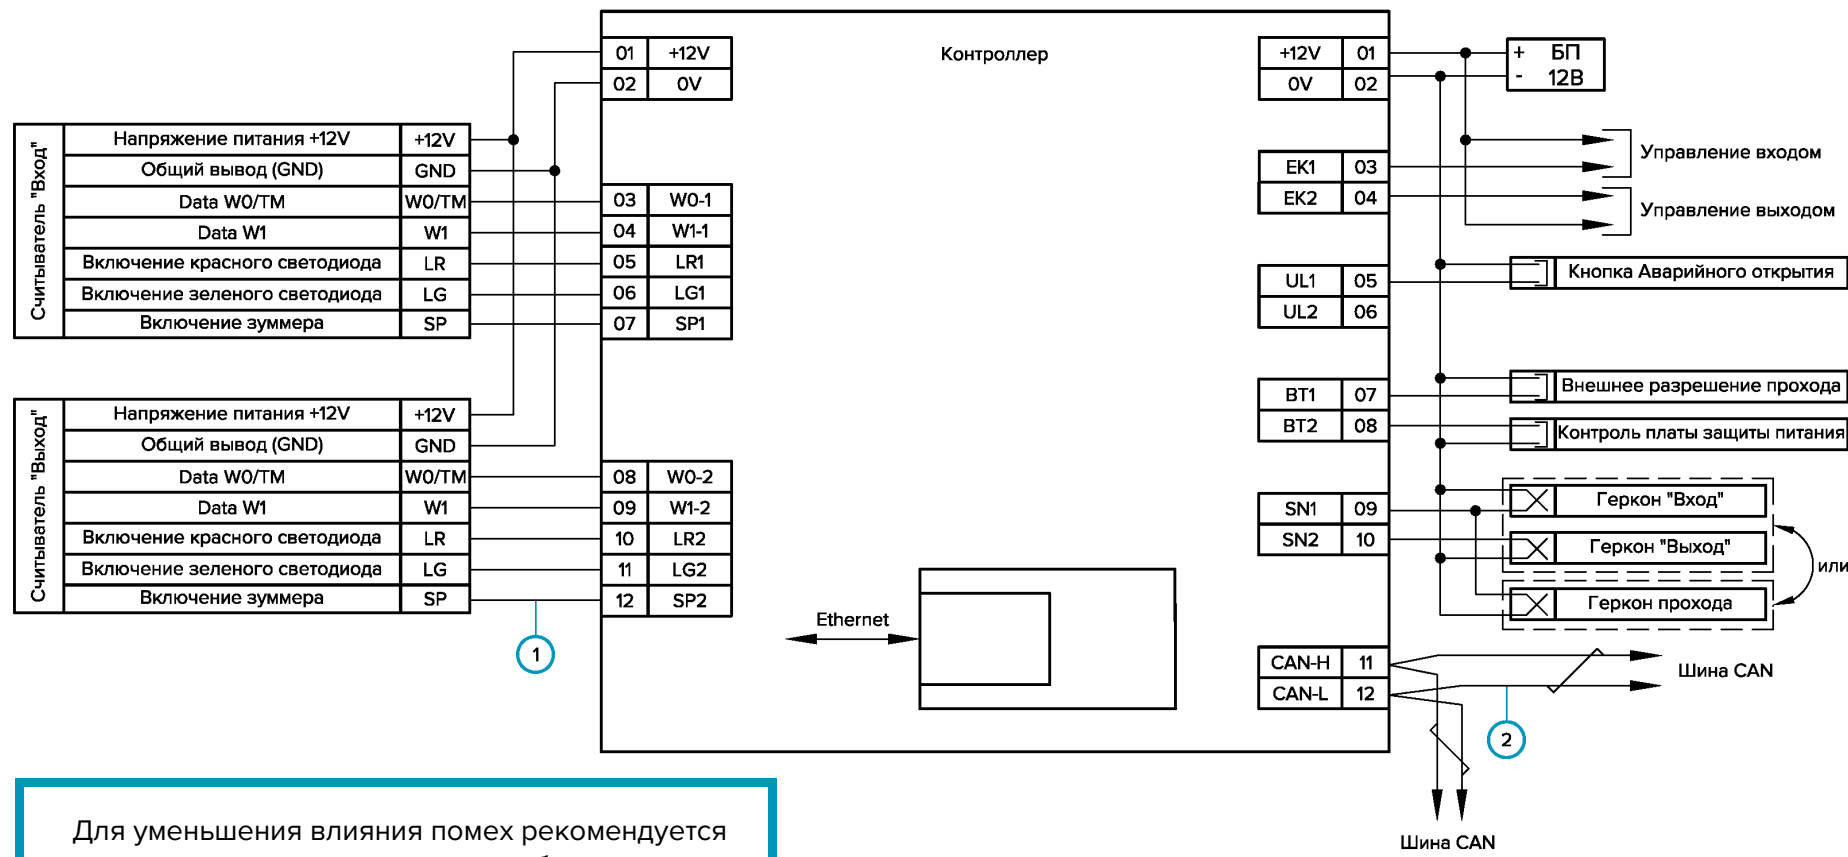 Контроллер
01 +12V
02 0V
03 W0-1
04 W1-1
05 LR1
06 LG1
07 SP1
08 W0-2
09 W1-2
10 LR2
11 LG2
12 SP2
Считыватель "Вход"
Напряжение питания +12V +12V
Общий вывод (GND) GND
Data W0/TM W0/TM
Data W1 W1
Включение красного светодиода LR
Включение зеленого светодиода LG
Включение зуммера SP
Считыватель "Выход"
Напряжение питания +12V +12V
Общий вывод (GND) GND
Data W0/TM W0/TM
Data W1 W1
Включение красного светодиода LR
Включение зеленого светодиода LG
Включение зуммера SP
1
Ethernet
+12V 01
0V 02
EK1 03
EK2 04
UL1 05
UL2 06
BT1 07
BT2 08
SN1 09
SN2 10
CAN-H 11
CAN-L 12
+ БП
- 12В
Управление входом
Управление выходом
Кнопка Аварийного открытия
Внешнее разрешение прохода
Контроль платы защиты питания
Геркон "Вход"
Геркон "Выход"
или
Геркон прохода
Шина CAN
2
Шина CAN
Для уменьшения влияния помех рекомендуется